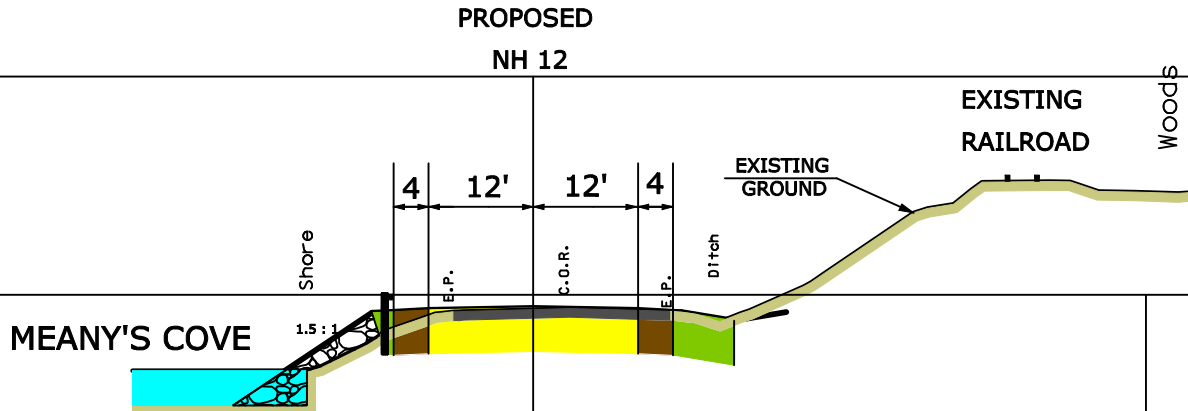 PROPOSED
NH 12
EXISTING
RAILROAD
Woods
EXISTING
GROUND
4 12' 12' 4
Shore
E.P.
C.O.R.
E.P.
Ditch
MEANY'S COVE
1.5 : 1